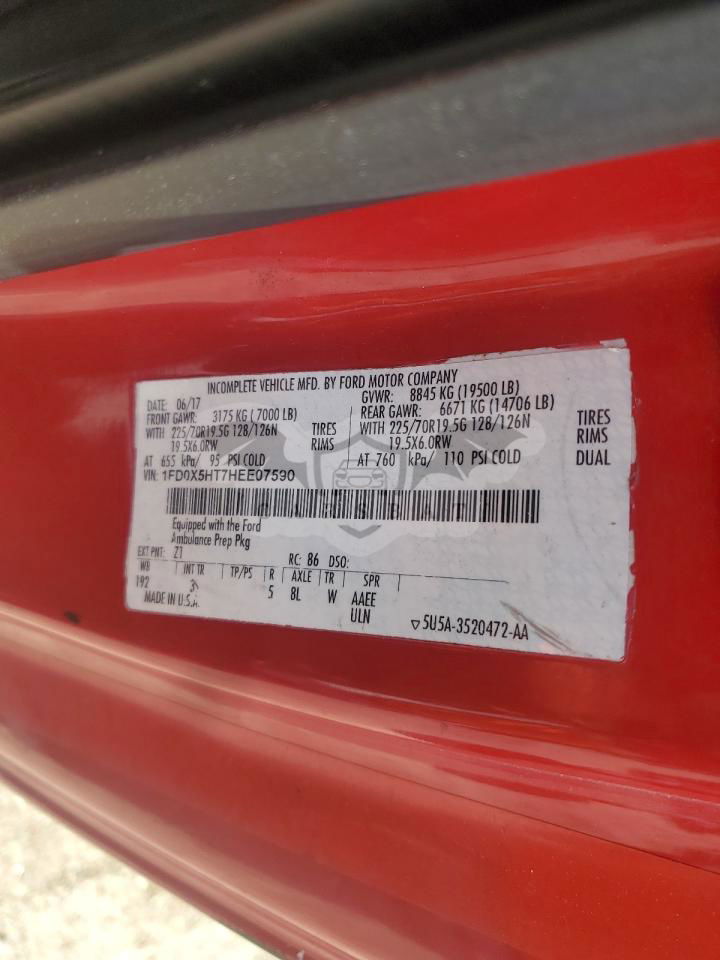 INCOMPLETE VEHICLE MFD. BY FORD MOTOR COMPANY
DATE: 06/17 GVWR: 8845 KG (19500 LB)
FRONT GAWR: 3175 KG (7000 LB) REAR GAWR: 6671 KG (14706 LB)
WITH 225/70R19.5G 128/126N TIRES WITH 225/70R19.5G 128/126N TIRES
19.5X6.0RW RIMS 19.5X6.0RW RIMS
AT 655 kPa/ 95 PSI COLD AT 760 kPa/ 110 PSI COLD DUAL
VIN: 1FD0X5HT7HEE07590
Equipped with the Ford
Ambulance Prep Pkg
EXT PNT: Z1 RC: 86 DSO:
WB INT TR TP/PS R AXLE TR SPR
192 3 5 8L W AAEE
MADE IN U.S.A. ULN
▽5U5A-3520472-AA